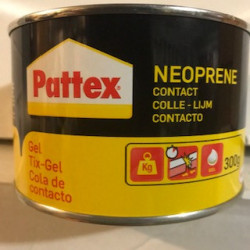 Pattex
NEOPRENE
CONTACT
COLLE - LIJM
CONTACTO
Gel
Tix-Gel
Cola de
contacto
Kg
300g